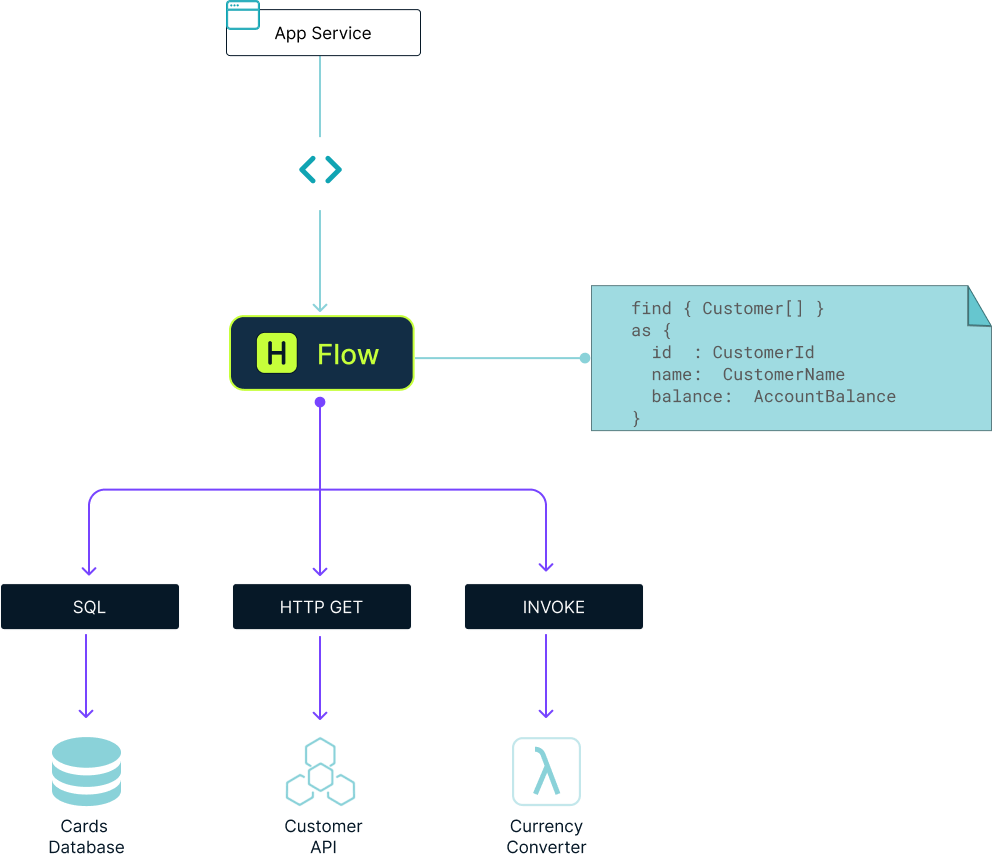 App Service
H Flow
find { Customer[] }
as {
id : CustomerId
name: CustomerName
balance: AccountBalance
}
SQL
HTTP GET
INVOKE
λ
Cards
Database
Customer
API
Currency
Converter